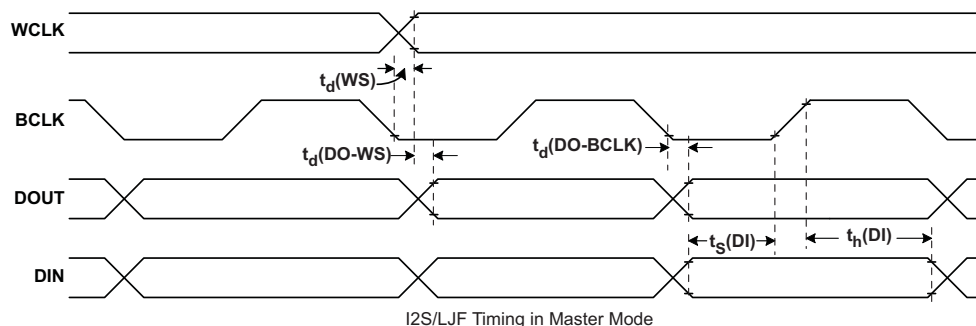 WCLK
td(WS)
BCLK
td(DO-WS)
td(DO-BCLK)
DOUT
tS(DI)
th(DI)
DIN
I2S/LJF Timing in Master Mode